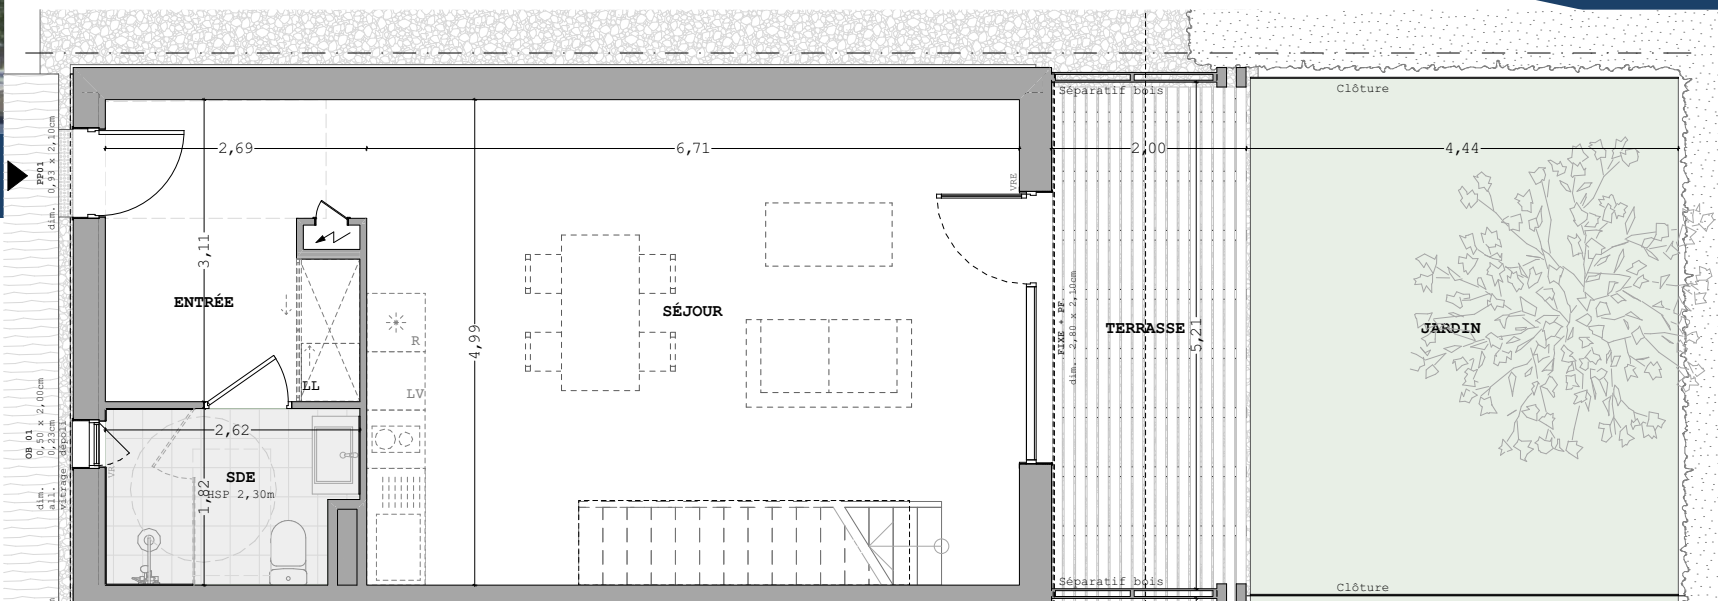 Séparatif bois
Clôture
2,69
6,71
2,00
4,44
PP01
dim. 0,93 x 2,10cm
VRE
3,11
ENTRÉE
4,99
SÉJOUR
FIXE + PF
dim. 2,80 x 2,10cm
TERRASSE
5,21
JARDIN
R
LL
LV
OB 01
dim. 0,50 x 2,00cm
all. 0,23cm
vitrage dépoli
2,62
SDE
HSP 2,30m
1,82
Séparatif bois
Clôture